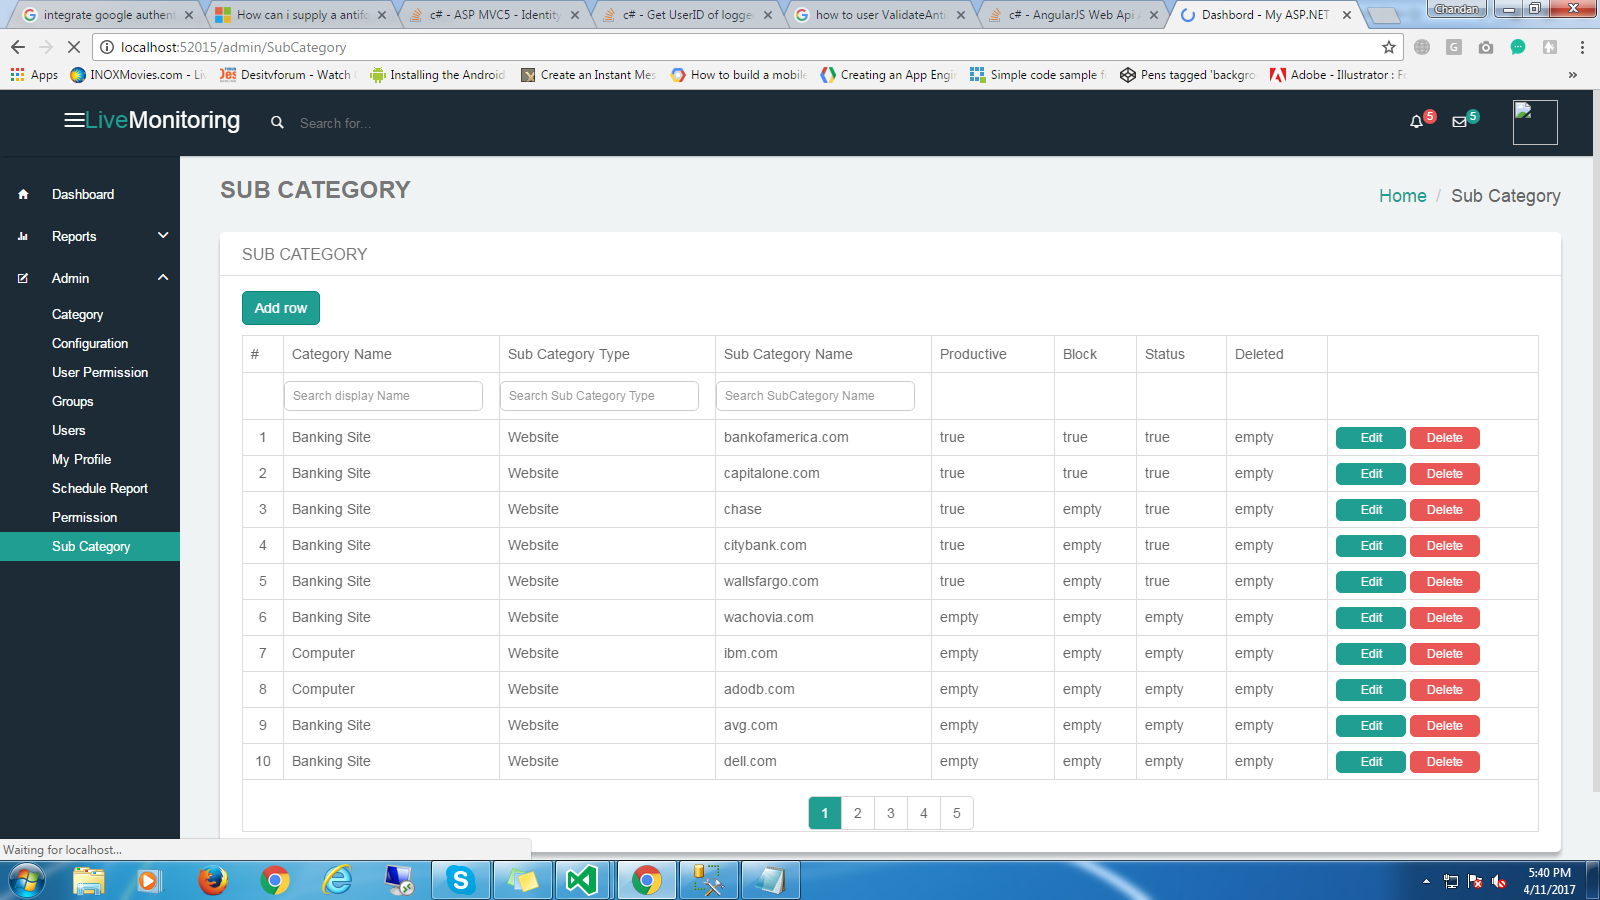 integrate google authent
How can i supply a antifo
c# - ASP MVC5 - Identity
c# - Get UserID of logge
how to user ValidateAnti
c# - AngularJS Web Api
Dashbord - My ASP.NET
Chandan
localhost:52015/admin/SubCategory
Apps
INOXMovies.com - Liv
Desitvforum - Watch
Installing the Android
Create an Instant Mes
How to build a mobile
Creating an App Engi
Simple code sample f
Pens tagged 'backgro
Adobe - Illustrator : Fo
»
LiveMonitoring
Search for...
5
5
Dashboard
Reports
Admin
Category
Configuration
User Permission
Groups
Users
My Profile
Schedule Report
Permission
Sub Category
SUB CATEGORY
Home / Sub Category
SUB CATEGORY
Add row
# Category Name Sub Category Type Sub Category Name Productive Block Status Deleted
Search display Name Search Sub Category Type Search SubCategory Name
1 Banking Site Website bankofamerica.com true true true empty Edit Delete
2 Banking Site Website capitalone.com true true true empty Edit Delete
3 Banking Site Website chase true empty true empty Edit Delete
4 Banking Site Website citybank.com true empty true empty Edit Delete
5 Banking Site Website wallsfargo.com true empty true empty Edit Delete
6 Banking Site Website wachovia.com empty empty empty empty Edit Delete
7 Computer Website ibm.com empty empty empty empty Edit Delete
8 Computer Website adodb.com empty empty empty empty Edit Delete
9 Banking Site Website avg.com empty empty empty empty Edit Delete
10 Banking Site Website dell.com empty empty empty empty Edit Delete
1 2 3 4 5
Waiting for localhost...
5:40 PM
4/11/2017